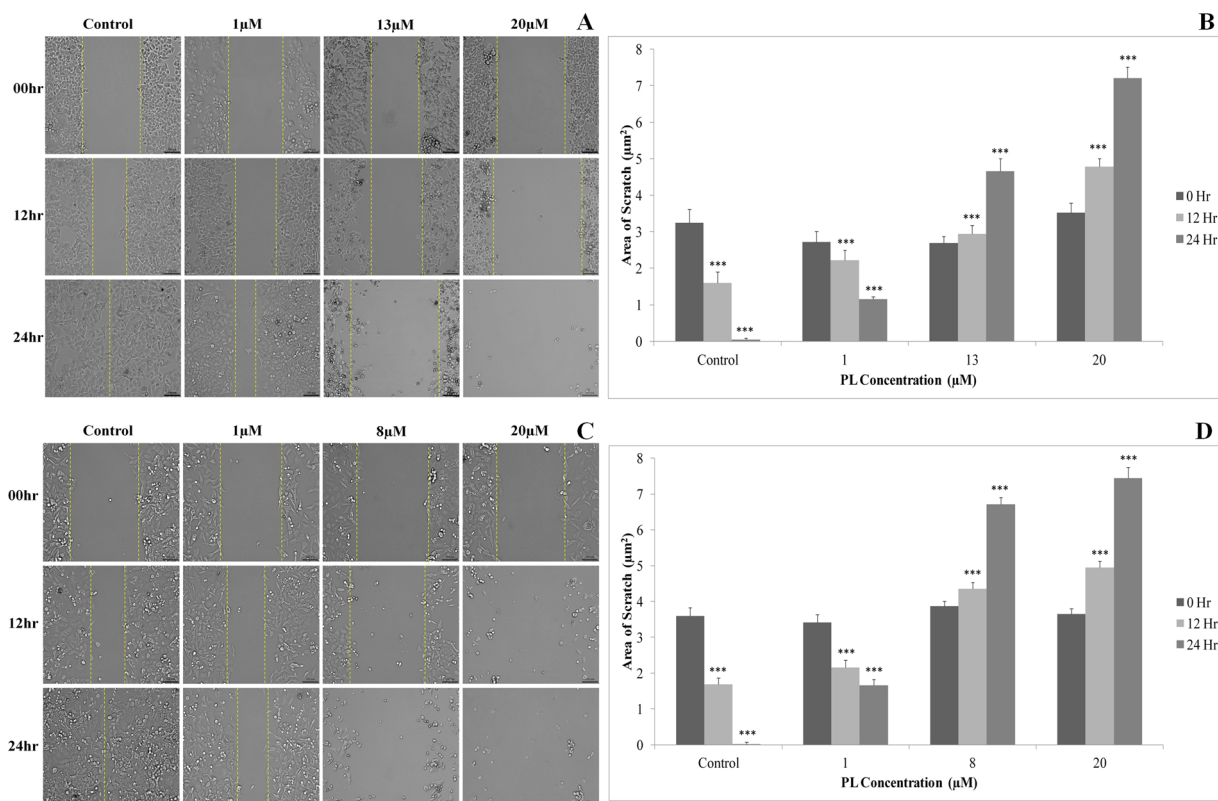 Control 1µM 13µM 20µM A
00hr
12hr
24hr
B
Area of Scratch (µm²)
8
7
6
5
4
3
2
1
0
*** *** *** *** *** *** *** ***
Control 1 13 20
PL Concentration (µM)
0 Hr
12 Hr
24 Hr
Control 1µM 8µM 20µM C
00hr
12hr
24hr
D
Area of Scratch (µm²)
8
7
6
5
4
3
2
1
0
*** *** *** *** *** *** *** ***
Control 1 8 20
PL Concentration (µM)
0 Hr
12 Hr
24 Hr